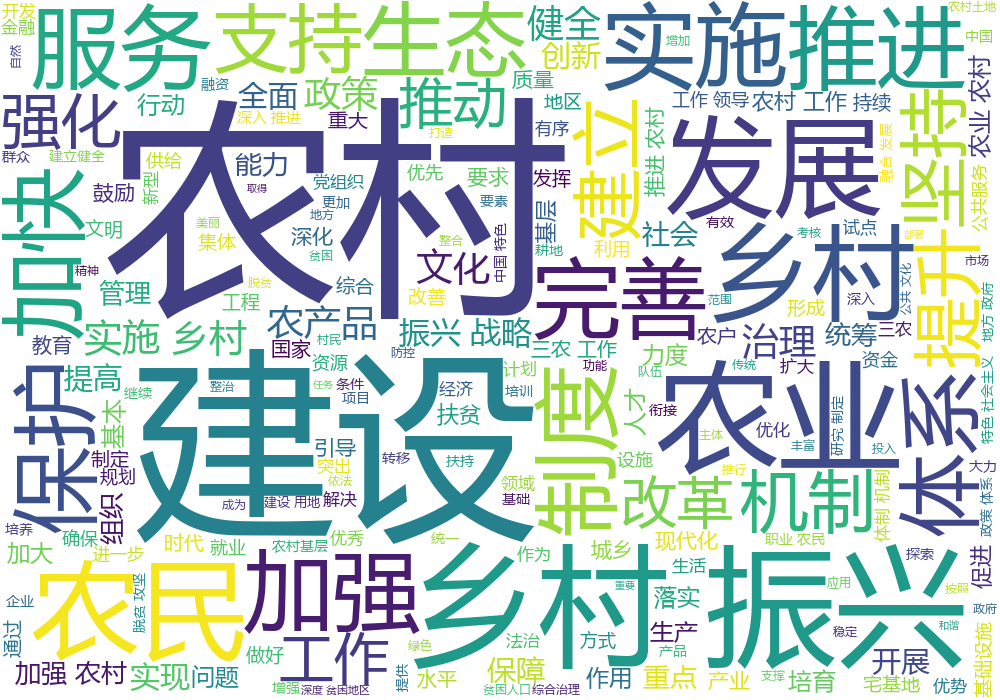 开发
金融
自然
服务
支持
生态
融资
健全
创新
实施
推进
增加
农村土地
中国
强化
行动
全面
深入 推进
政策
重大
推动
打造
质量
地区
有序
工作 领导
农村 工作
持续
农业 农村
群众
建立健全
供给
能力
新型
鼓励
取得
党组织
更加
优先
要求
要素
发挥
建立
推进 农村
发展
融合 发展
坚持
公共服务
加快
文明
美丽
集体
地方
深化
贫困
农村
整合
中国 特色
基层
耕地
利用
社会
有效
考核
试点
部署
精神
管理
脱贫
工程
综合
文化
改善
完善
范围
乡村
形成
深入
公共 文化
提升
市场
地方 政府
教育
实施 乡村
国家
农产品
村民
资源
防控
振兴 战略
三农 工作
功能
农户
力度
治理
扩大
统筹
三农
资金
提高
继续
整治
任务
条件
项目
经济
计划
培训
队伍
传统
特色 社会主义
保护
基本
建设
引导
扶贫
制度
人才
衔接
设施
优化
农业
研究 制定
体系
制定
规划
组织
突出
依法
转移
扶持
领域
基础
主体
丰富
投入
推行
大力
政策 体系
培养
确保
成为
建设 用地
解决
改革
机制
体制 机制
加大
进一步
时代
就业
农村基层
优秀
统一
作为
城乡
现代化
职业 农民
探索
促进
企业
通过
脱贫 攻坚
农民
加强
乡村 振兴
生活
重要
应用
按照
落实
稳定
政府
和谐
工作
绿色
做好
法治
方式
生产
产品
开展
基础设施
加强 农村
实现
问题
增强
深度 贫困地区
提供
水平
保障
贫困人口
综合治理
作用
重点
产业
支撑
培育
宅基地
优势